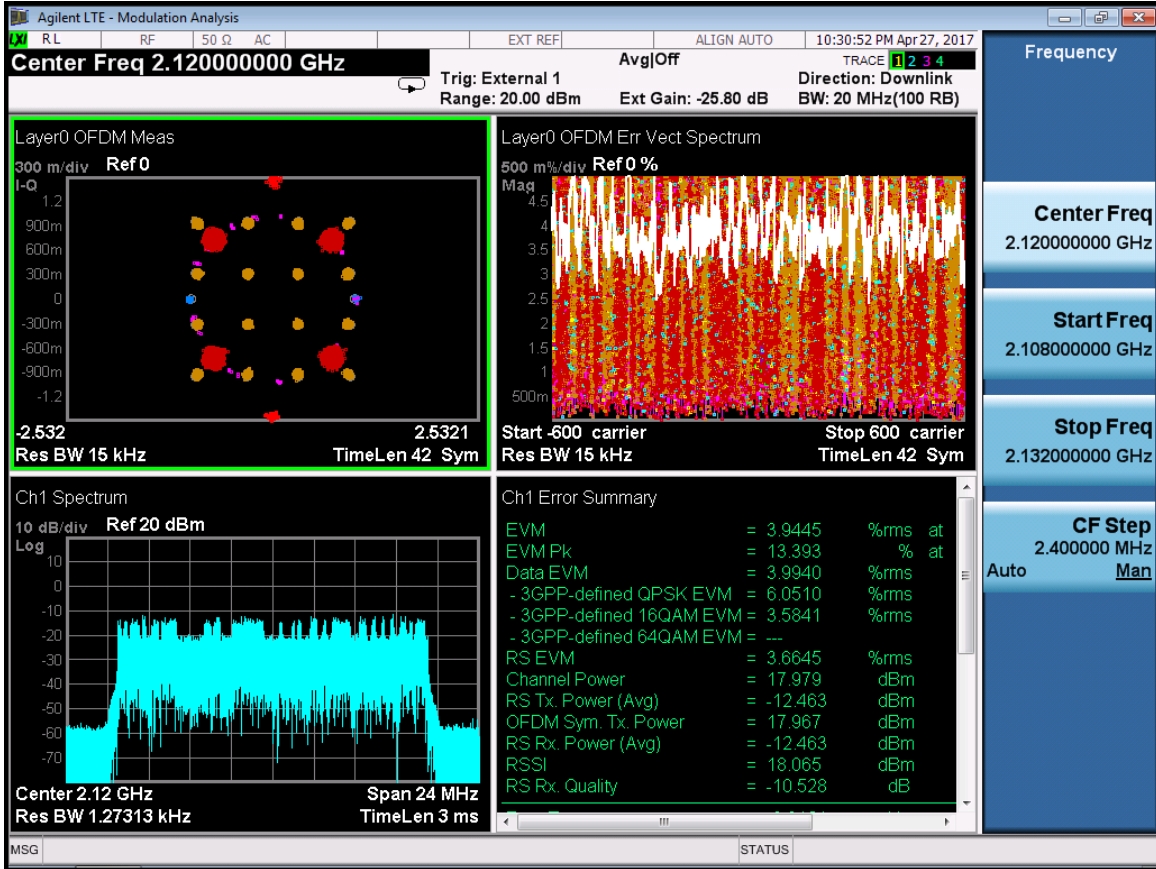 Agilent LTE - Modulation Analysis
LXI RL RF 50 Ω AC EXT REF ALIGN AUTO 10:30:52 PM Apr 27, 2017
Center Freq 2.120000000 GHz
Avg|Off
TRACE 1 2 3 4
Trig: External 1
Direction: Downlink
Range: 20.00 dBm Ext Gain: -25.80 dB BW: 20 MHz(100 RB)
Layer0 OFDM Meas
300 m/div Ref 0
I-Q
1.2
900m
600m
300m
0
-300m
-600m
-900m
-1.2
-2.532 2.5321
Res BW 15 kHz TimeLen 42 Sym
Layer0 OFDM Err Vect Spectrum
500 m%/div Ref 0 %
Mag
4.5
4
3.5
3
2.5
2
1.5
1
500m
Start -600 carrier Stop 600 carrier
Res BW 15 kHz TimeLen 42 Sym
Ch1 Spectrum
10 dB/div Ref 20 dBm
Log
10
0
-10
-20
-30
-40
-50
-60
-70
Center 2.12 GHz Span 24 MHz
Res BW 1.27313 kHz TimeLen 3 ms
Ch1 Error Summary
EVM = 3.9445 %rms at
EVM Pk = 13.393 % at
Data EVM = 3.9940 %rms
- 3GPP-defined QPSK EVM = 6.0510 %rms
- 3GPP-defined 16QAM EVM = 3.5841 %rms
- 3GPP-defined 64QAM EVM = ---
RS EVM = 3.6645 %rms
Channel Power = 17.979 dBm
RS Tx. Power (Avg) = -12.463 dBm
OFDM Sym. Tx. Power = 17.967 dBm
RS Rx. Power (Avg) = -12.463 dBm
RSSI = 18.065 dBm
RS Rx. Quality = -10.528 dB
Frequency
Center Freq
2.120000000 GHz
Start Freq
2.108000000 GHz
Stop Freq
2.132000000 GHz
CF Step
2.400000 MHz
Auto Man
MSG STATUS